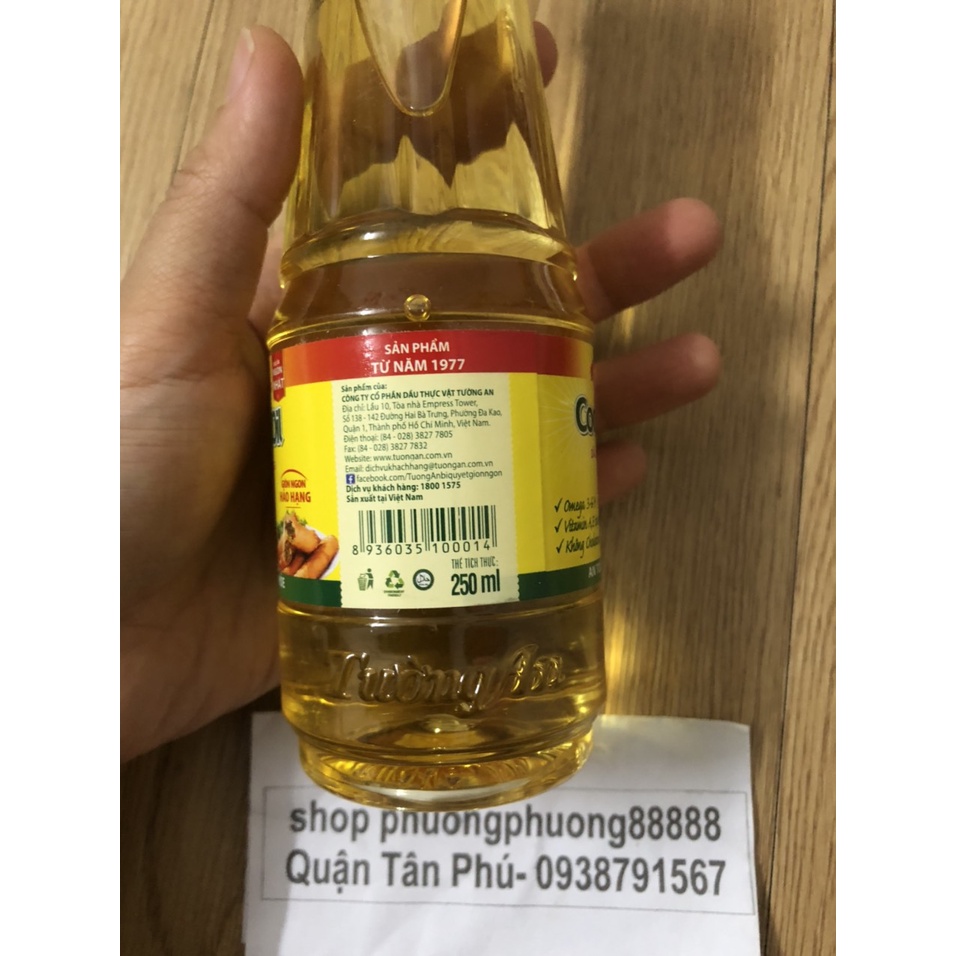 SẢN PHẨM
TỪ NĂM 1977
Sản phẩm của:
CÔNG TY CỔ PHẦN DẦU THỰC VẬT TƯỜNG AN
Địa chỉ: Lầu 10, Tòa nhà Empress Tower,
Số 138 - 142 Đường Hai Bà Trưng, Phường Đa Kao,
Quận 1, Thành phố Hồ Chí Minh, Việt Nam.
Điện thoại: (84 - 028) 3827 7805
Fax: (84 - 028) 3827 7832
Website: www.tuongan.com.vn
Email: dichvukhachhang@tuongan.com.vn
facebook.com/TuongAnbiquyetgionngon
Dịch vụ khách hàng: 1800 1575
Sản xuất tại Việt Nam
8 936035 100014
THỂ TÍCH THỰC:
250 ml
HẢO HẠNG
Omega
Vitamin
Không
Tường An
shop phuongphuong88888
Quận Tân Phú- 0938791567